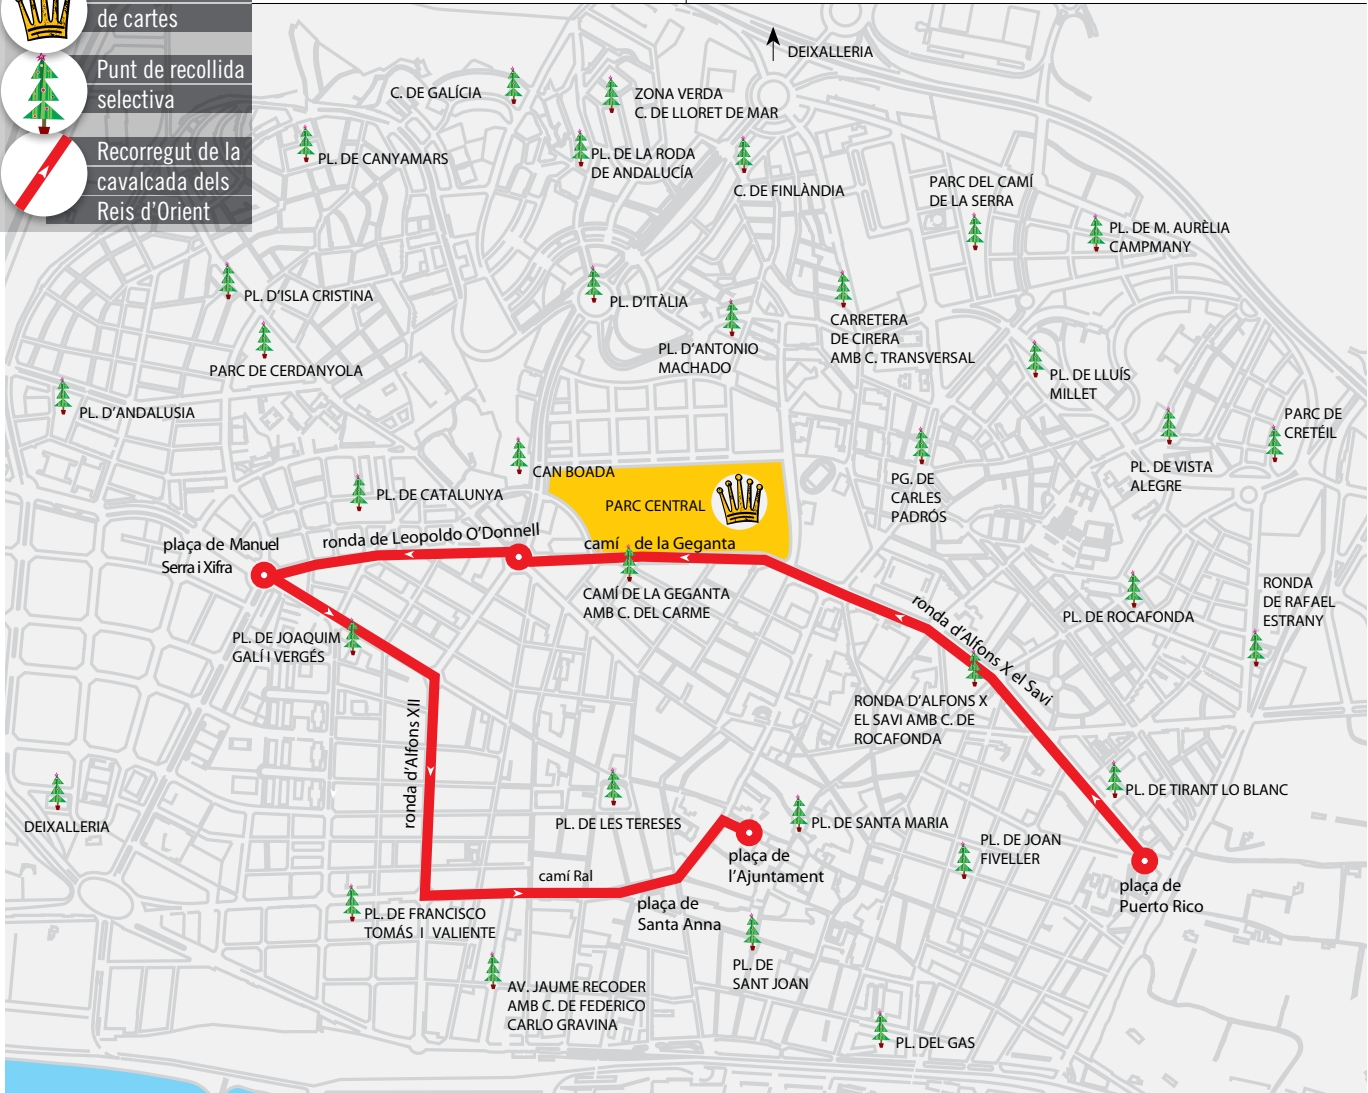 de cartes
Punt de recollida
selectiva
Recorregut de la
cavalcada dels
Reis d'Orient
DEIXALLERIA
C. DE GALÍCIA
ZONA VERDA
C. DE LLORET DE MAR
PL. DE CANYAMARS
PL. DE LA RODA
DE ANDALUCÍA
C. DE FINLÀNDIA
PARC DEL CAMÍ
DE LA SERRA
PL. DE M. AURÈLIA
CAMPMANY
PL. D'ISLA CRISTINA
PL. D'ITÀLIA
CARRETERA
DE CIRERA
AMB C. TRANSVERSAL
PL. D'ANTONIO
MACHADO
PARC DE CERDANYOLA
PL. DE LLUÍS
MILLET
PL. D'ANDALUSIA
PARC DE
CRETÉIL
CAN BOADA
PL. DE VISTA
ALEGRE
PG. DE
CARLES
PADRÓS
PL. DE CATALUNYA
PARC CENTRAL
ronda de Leopoldo O'Donnell
camí de la Geganta
plaça de Manuel
Serra i Xifra
CAMÍ DE LA GEGANTA
AMB C. DEL CARME
ronda d'Alfons X el Savi
PL. DE ROCAFONDA
RONDA
DE RAFAEL
ESTRANY
PL. DE JOAQUIM
GALÍ I VERGÉS
RONDA D'ALFONS X
EL SAVI AMB C. DE
ROCAFONDA
ronda d'Alfons XII
PL. DE TIRANT LO BLANC
DEIXALLERIA
PL. DE LES TERESES
PL. DE SANTA MARIA
PL. DE JOAN
FIVELLER
plaça de
l'Ajuntament
camí Ral
plaça de
Puerto Rico
plaça de
Santa Anna
PL. DE FRANCISCO
TOMÁS I VALIENTE
PL. DE
SANT JOAN
AV. JAUME RECODER
AMB C. DE FEDERICO
CARLO GRAVINA
PL. DEL GAS